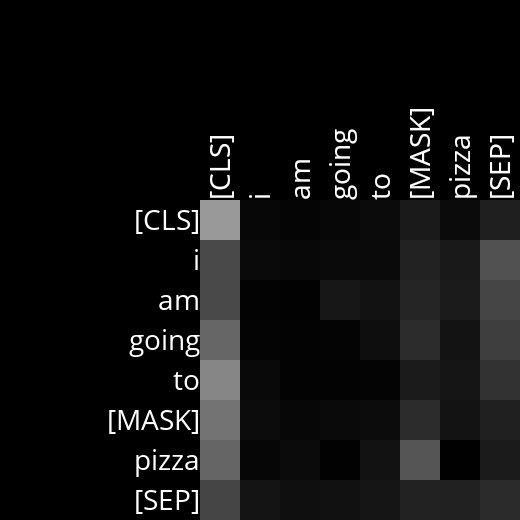 [CLS] i am going to [MASK] pizza [SEP]
[CLS]
i
am
going
to
[MASK]
pizza
[SEP]